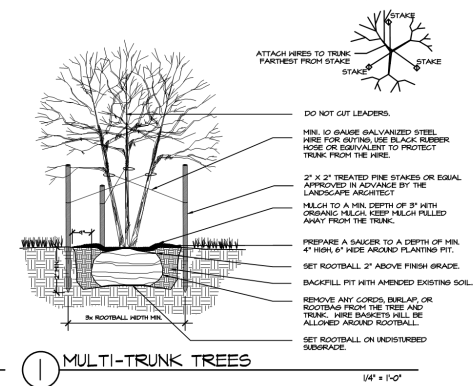 STAKE
ATTACH WIRES TO TRUNK
FARTHEST FROM STAKE
STAKE
STAKE
DO NOT CUT LEADERS.
MINI. 10 GAUGE GALVANIZED STEEL
WIRE FOR GUYING, USE BLACK RUBBER
HOSE OR EQUIVALENT TO PROTECT
TRUNK FROM THE WIRE.
2" X 2" TREATED PINE STAKES OR EQUAL
APPROVED IN ADVANCE BY THE
LANDSCAPE ARCHITECT
MULCH TO A MIN. DEPTH OF 3" WITH
ORGANIC MULCH. KEEP MULCH PULLED
AWAY FROM THE TRUNK.
PREPARE A SAUCER TO A DEPTH OF MIN.
4" HIGH, 6" WIDE AROUND PLANTING PIT.
SET ROOTBALL 2" ABOVE FINISH GRADE.
BACKFILL PIT WITH AMENDED EXISTING SOIL.
REMOVE ANY CORDS, BURLAP, OR
ROOTBAGS FROM THE TREE AND
TRUNK. WIRE BASKETS WILL BE
ALLOWED AROUND ROOTBALL.
SET ROOTBALL ON UNDISTURBED
SUBGRADE.
3x ROOTBALL WIDTH MIN.
1 MULTI-TRUNK TREES
1/4" = 1'-0"